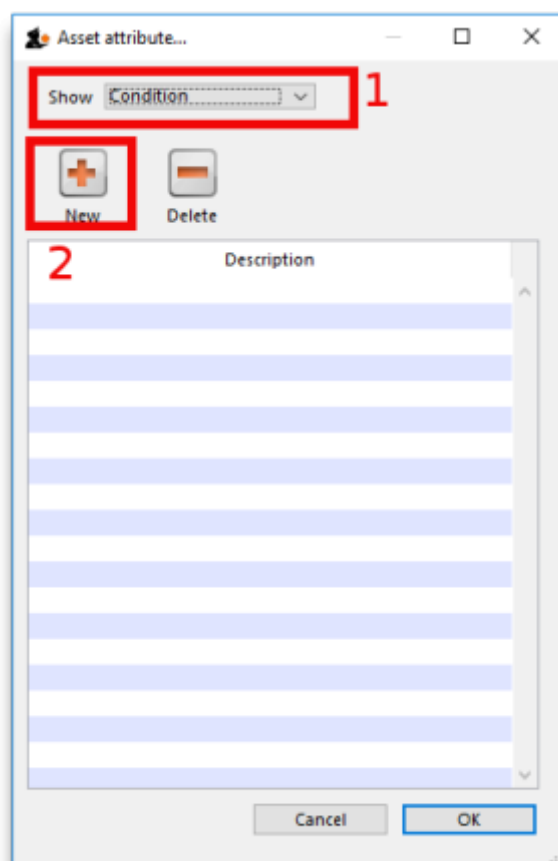 Asset attribute...
Show Condition 1
New Delete
2 Description
Cancel OK